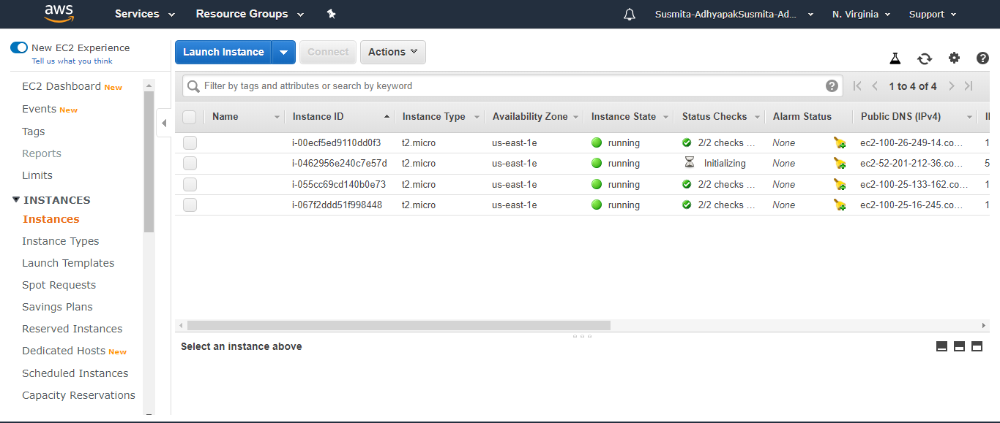 aws Services Resource Groups Susmita-AdhyapakSusmita-Ad... N. Virginia Support
New EC2 Experience
Tell us what you think
EC2 Dashboard New
Events New
Tags
Reports
Limits
INSTANCES
Instances
Instance Types
Launch Templates
Spot Requests
Savings Plans
Reserved Instances
Dedicated Hosts New
Scheduled Instances
Capacity Reservations
Launch Instance Connect Actions
Filter by tags and attributes or search by keyword 1 to 4 of 4
Name Instance ID Instance Type Availability Zone Instance State Status Checks Alarm Status Public DNS (IPv4)
i-00ecf5ed9110dd0f3 t2.micro us-east-1e running 2/2 checks ... None ec2-100-26-249-14.co... 1
i-0462956e240c7e57d t2.micro us-east-1e running Initializing None ec2-52-201-212-36.co... 5
i-055cc69cd140b0e73 t2.micro us-east-1e running 2/2 checks ... None ec2-100-25-133-162.co... 1
i-067f2ddd51f998448 t2.micro us-east-1e running 2/2 checks ... None ec2-100-25-16-245.co... 1
Select an instance above